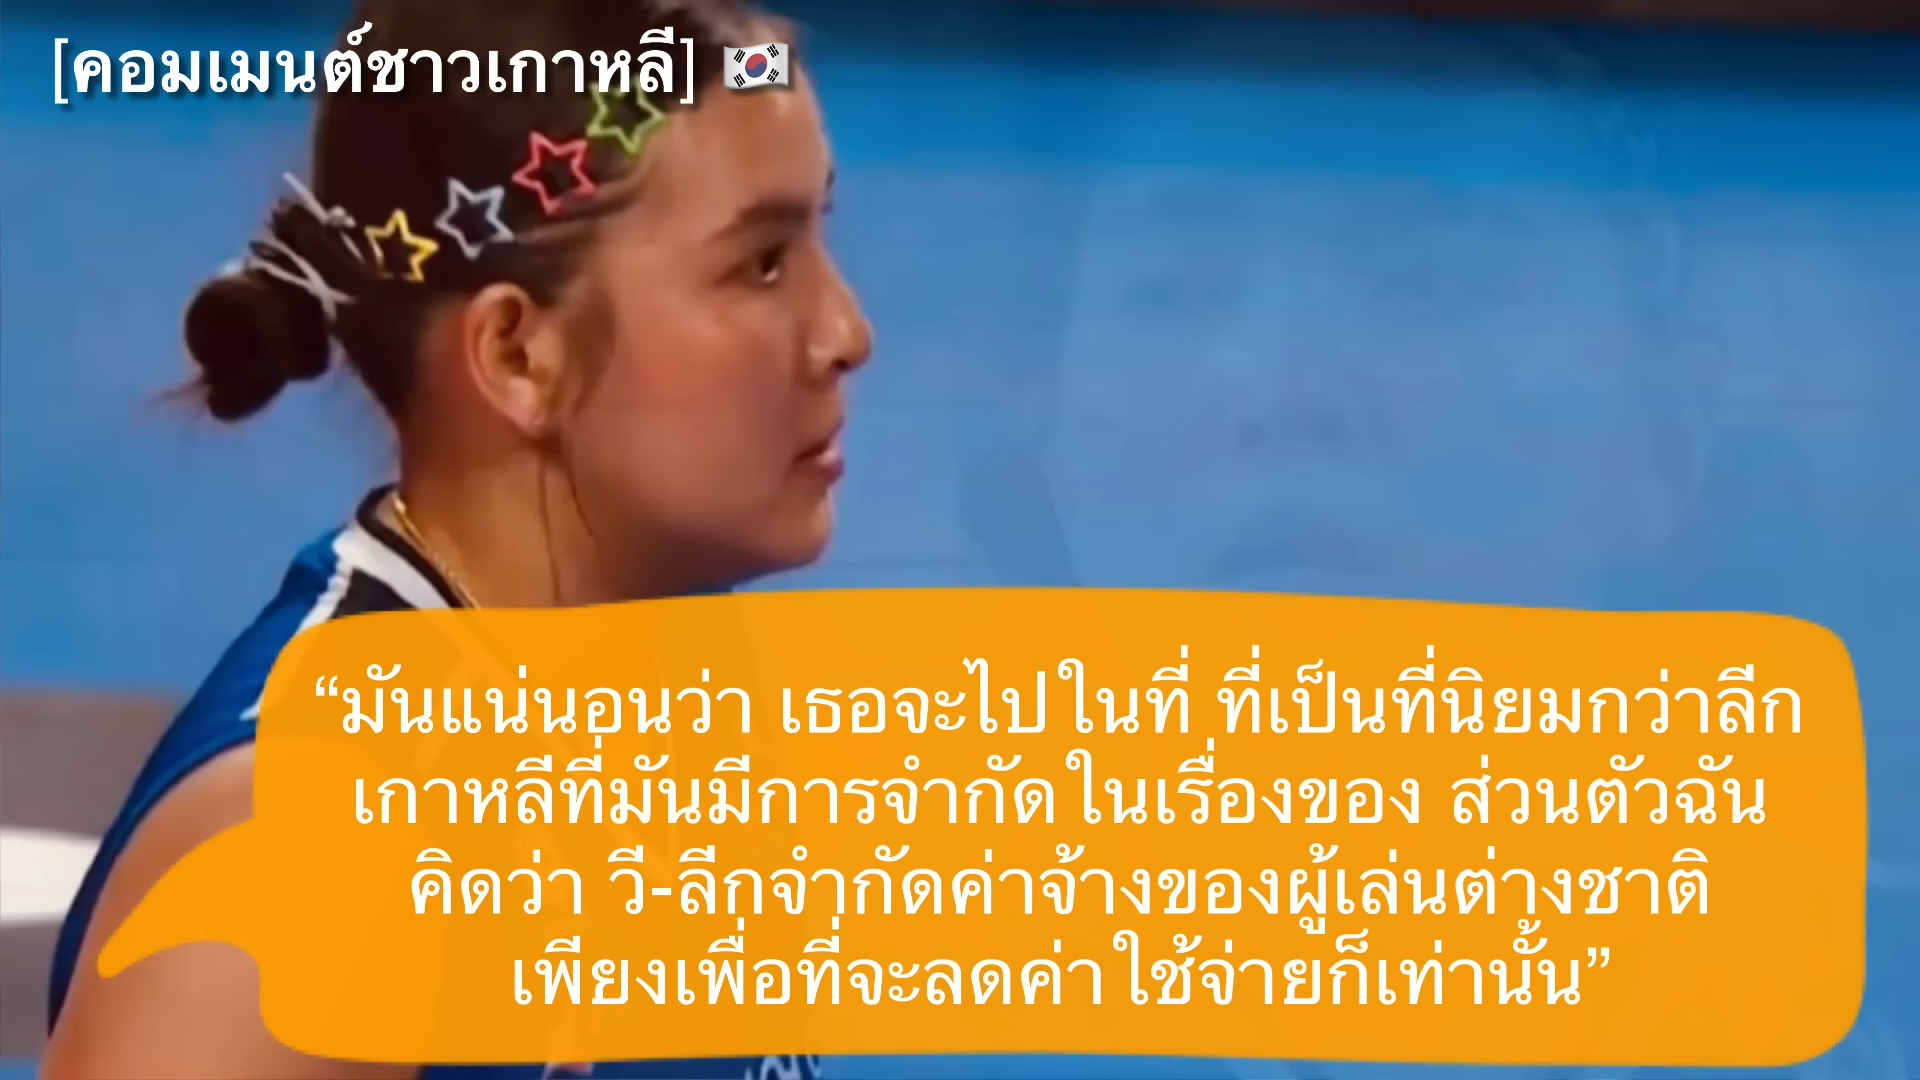 [คอมเมนต์ชาวเกาหลี] 🇰🇷
“มันแน่นอนว่า เธอจะไปในที่ ที่เป็นที่นิยมกว่าลีก
เกาหลีที่มันมีการจำกัดในเรื่องของ ส่วนตัวฉัน
คิดว่า วี-ลีกจำกัดค่าจ้างของผู้เล่นต่างชาติ
เพียงเพื่อที่จะลดค่าใช้จ่ายก็เท่านั้น”